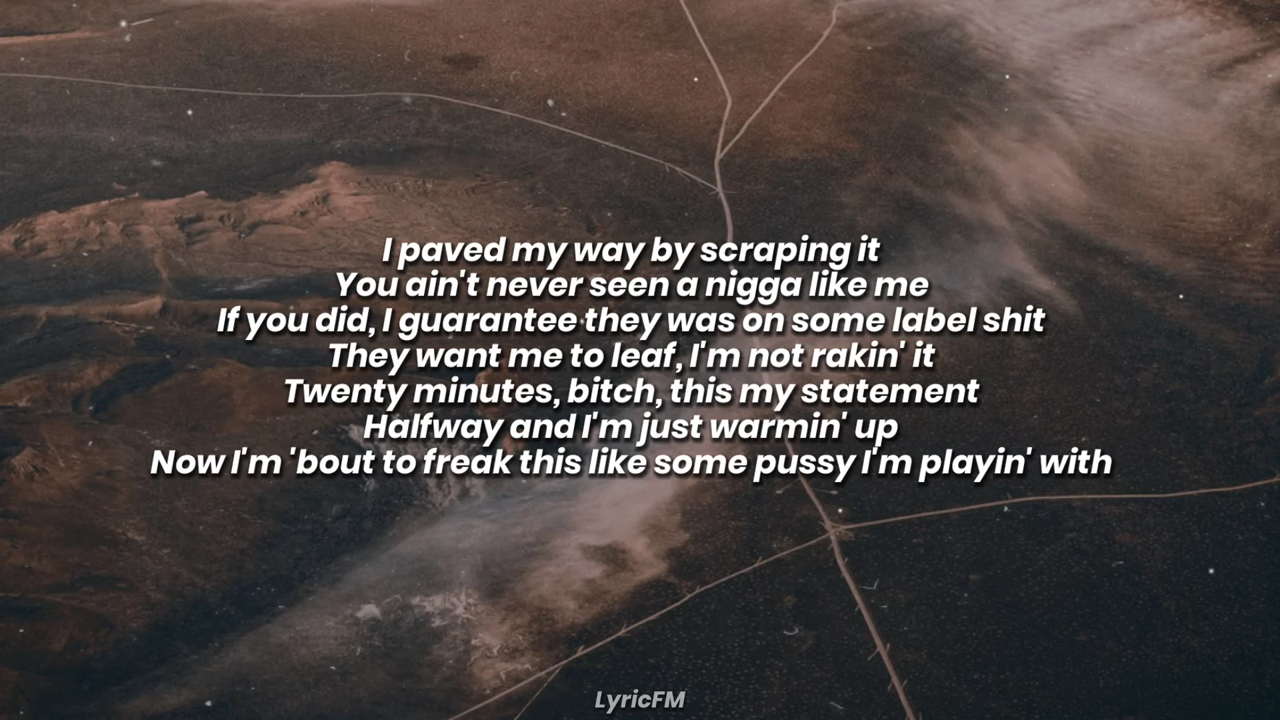 I paved my way by scraping it
You ain't never seen a nigga like me
If you did, I guarantee they was on some label shit
They want me to leaf, I'm not rakin' it
Twenty minutes, bitch, this my statement
Halfway and I'm just warmin' up
Now I'm 'bout to freak this like some pussy I'm playin' with
LyricFM